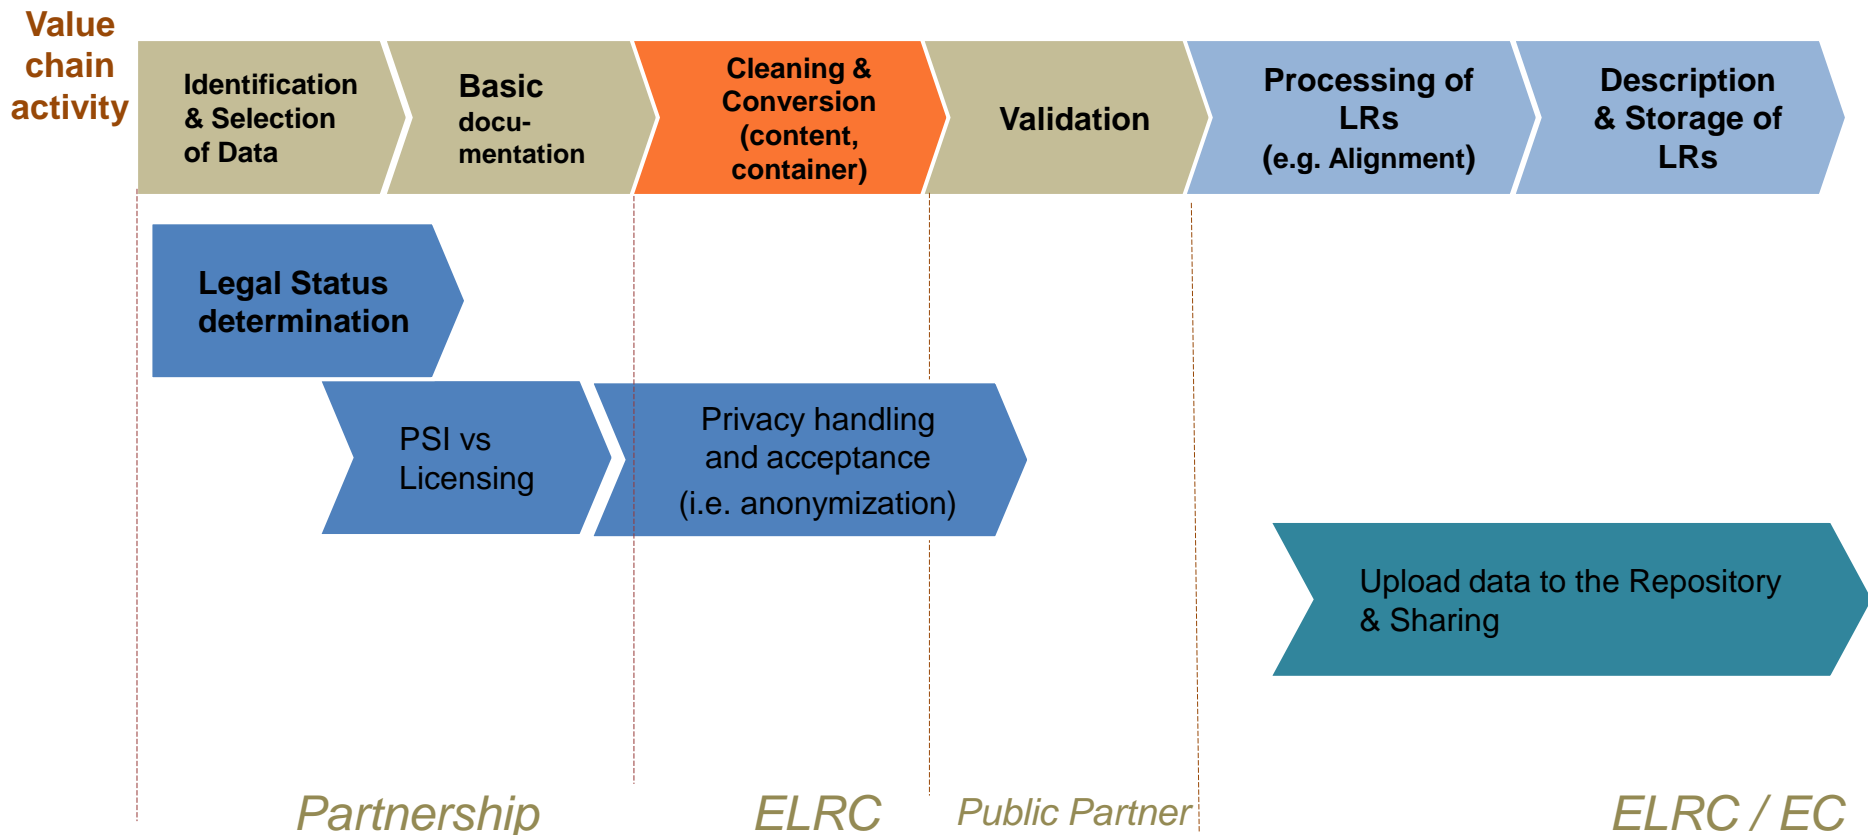 Value
chain
activity
Identification
& Selection
of Data
Basic
docu-
mentation
Cleaning &
Conversion
(content,
container)
Validation
Processing of
LRs
(e.g. Alignment)
Description
& Storage of
LRs
Legal Status
determination
PSI vs
Licensing
Privacy handling
and acceptance
(i.e. anonymization)
Upload data to the Repository
& Sharing
Partnership
ELRC
Public Partner
ELRC / EC